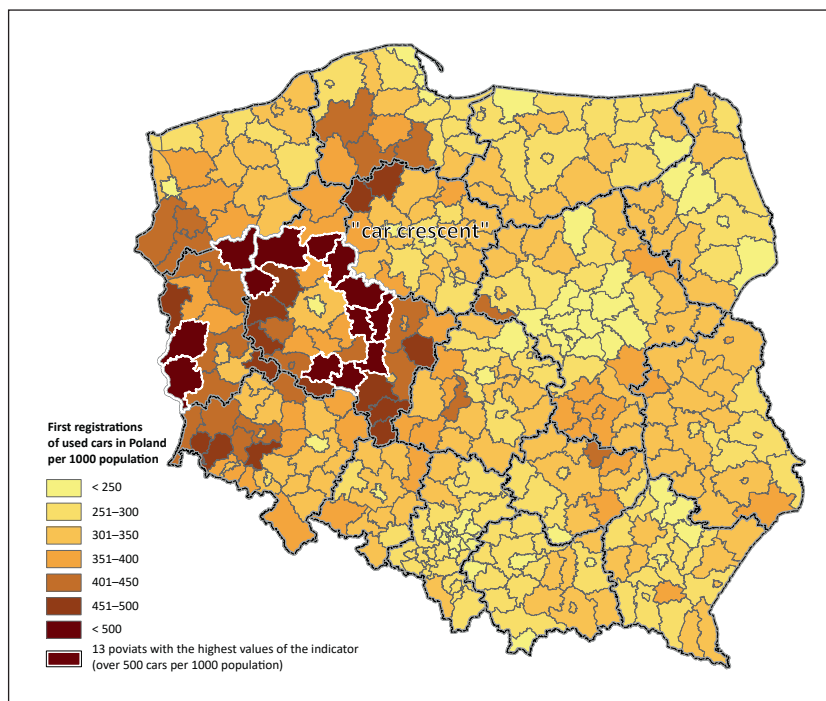 "car crescent"
First registrations
of used cars in Poland
per 1000 population
< 250
251–300
301–350
351–400
401–450
451–500
< 500
13 poviats with the highest values of the indicator
(over 500 cars per 1000 population)